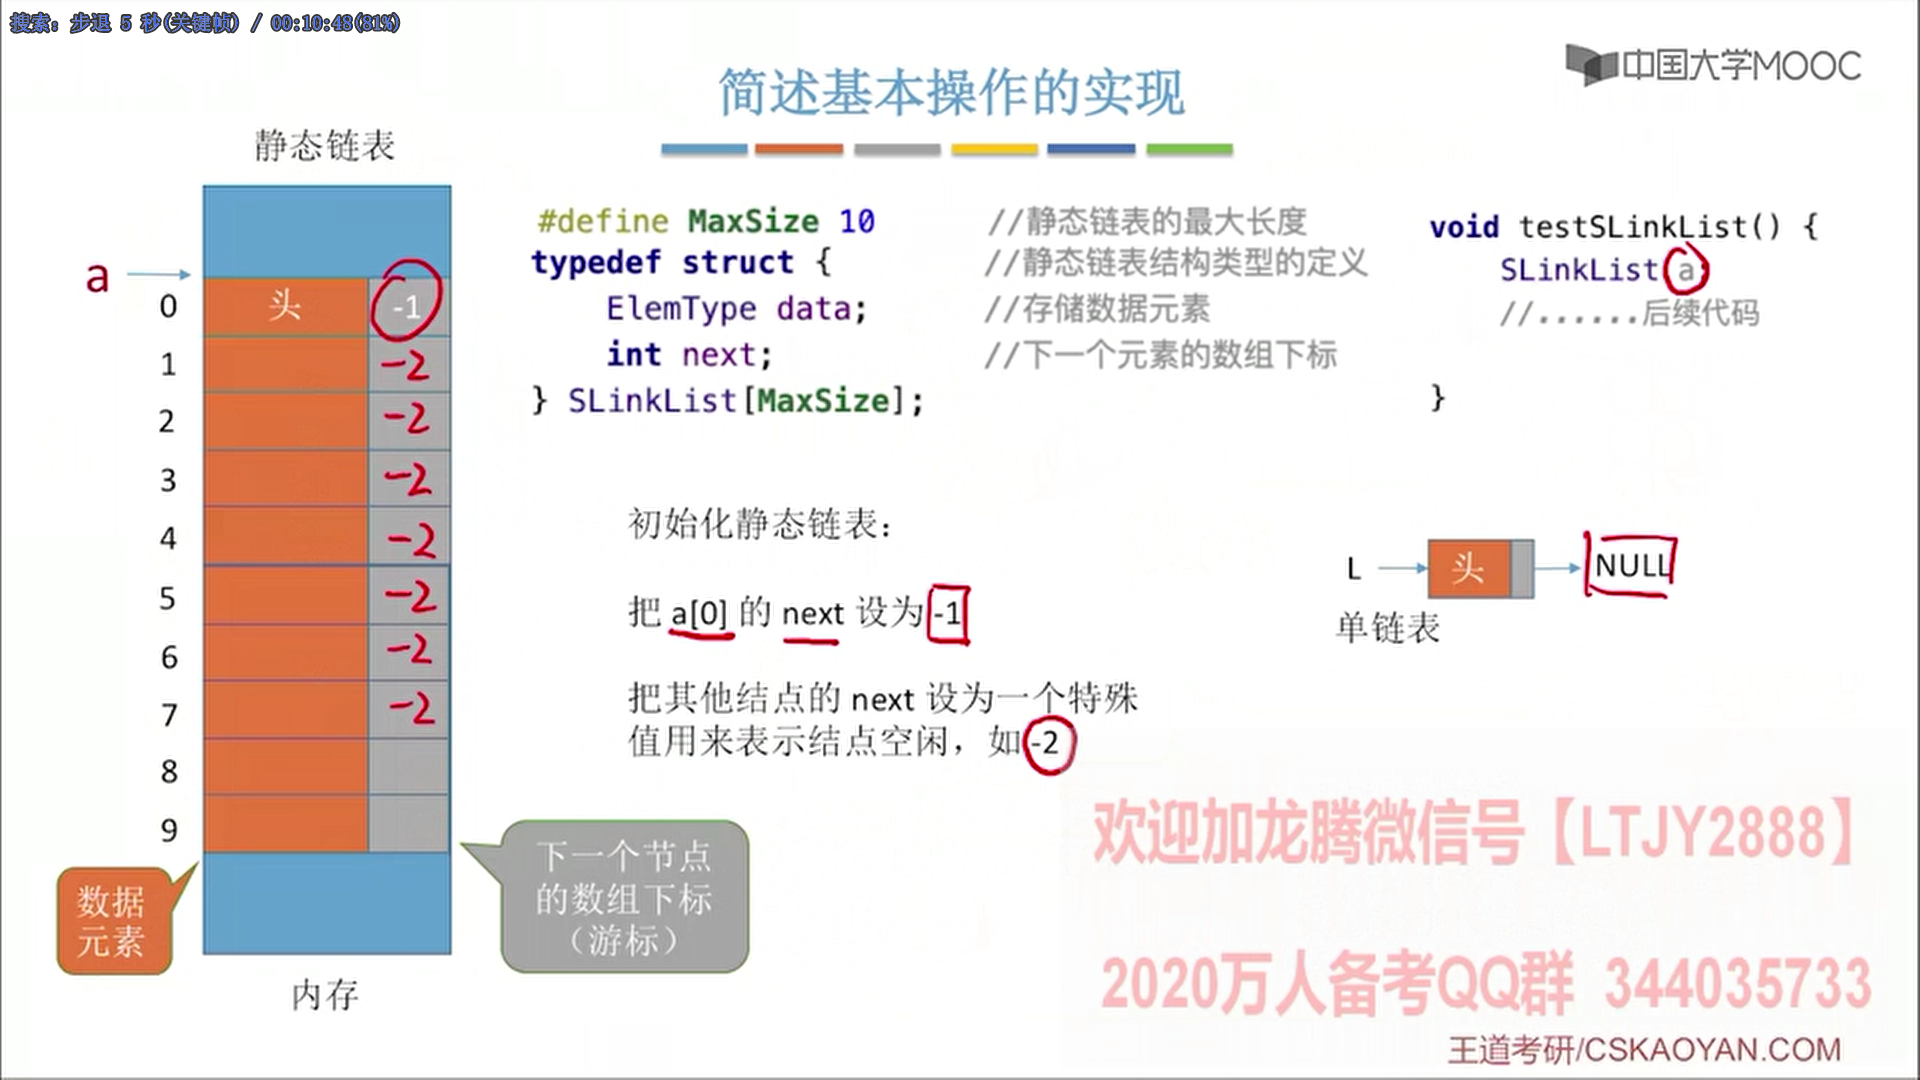 搜索: 步退 5 秒(关键帧) / 00:10:48(81%)
中国大学MOOC
简述基本操作的实现
静态链表
a
0 头 -1
1 -2
2 -2
3 -2
4 -2
5 -2
6 -2
7 -2
8
9
数据
元素
内存
下一个节点
的数组下标
（游标）
#define MaxSize 10 //静态链表的最大长度
typedef struct { //静态链表结构类型的定义
ElemType data; //存储数据元素
int next; //下一个元素的数组下标
} SLinkList[MaxSize];
void testSLinkList() {
SLinkList a;
//......后续代码
}
初始化静态链表：
把 a[0] 的 next 设为 -1
把其他结点的 next 设为一个特殊
值用来表示结点空闲，如 -2
L 头 NULL
单链表
欢迎加龙腾微信号【LTJY2888】
2020万人备考QQ群 344035733
王道考研/CSKAOYAN.COM